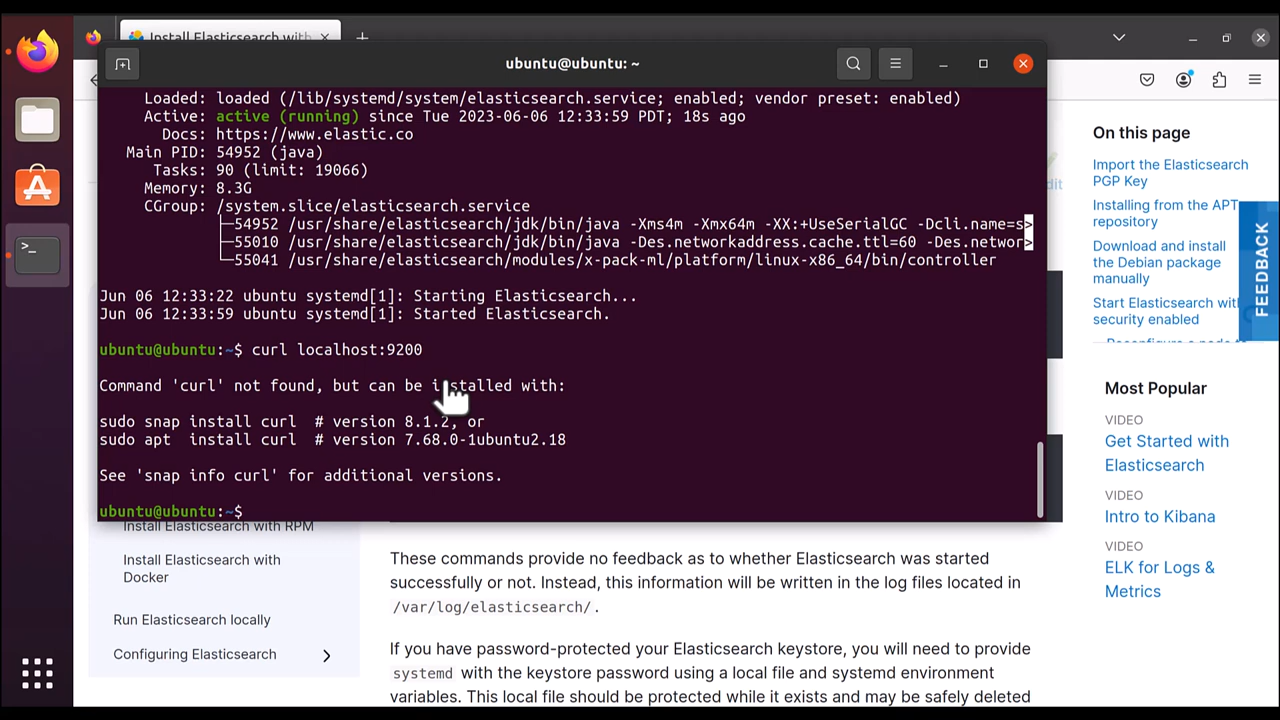 Install Elasticsearch with
ubuntu@ubuntu: ~
Loaded: loaded (/lib/systemd/system/elasticsearch.service; enabled; vendor preset: enabled)
Active: active (running) since Tue 2023-06-06 12:33:59 PDT; 18s ago
Docs: https://www.elastic.co
Main PID: 54952 (java)
Tasks: 90 (limit: 19066)
Memory: 8.3G
CGroup: /system.slice/elasticsearch.service
├─54952 /usr/share/elasticsearch/jdk/bin/java -Xms4m -Xmx64m -XX:+UseSerialGC -Dcli.name=s>
├─55010 /usr/share/elasticsearch/jdk/bin/java -Des.networkaddress.cache.ttl=60 -Des.networ>
└─55041 /usr/share/elasticsearch/modules/x-pack-ml/platform/linux-x86_64/bin/controller
Jun 06 12:33:22 ubuntu systemd[1]: Starting Elasticsearch...
Jun 06 12:33:59 ubuntu systemd[1]: Started Elasticsearch.
ubuntu@ubuntu:~$ curl localhost:9200
Command 'curl' not found, but can be installed with:
sudo snap install curl  # version 8.1.2, or
sudo apt  install curl  # version 7.68.0-1ubuntu2.18
See 'snap info curl' for additional versions.
ubuntu@ubuntu:~$
Install Elasticsearch with RPM
Install Elasticsearch with
Docker
Run Elasticsearch locally
Configuring Elasticsearch
These commands provide no feedback as to whether Elasticsearch was started
successfully or not. Instead, this information will be written in the log files located in
/var/log/elasticsearch/.
If you have password-protected your Elasticsearch keystore, you will need to provide
systemd with the keystore password using a local file and systemd environment
variables. This local file should be protected while it exists and may be safely deleted
On this page
Import the Elasticsearch
PGP Key
Installing from the APT
repository
Download and install
the Debian package
manually
Start Elasticsearch with
security enabled
FEEDBACK
Most Popular
VIDEO
Get Started with
Elasticsearch
VIDEO
Intro to Kibana
VIDEO
ELK for Logs &
Metrics